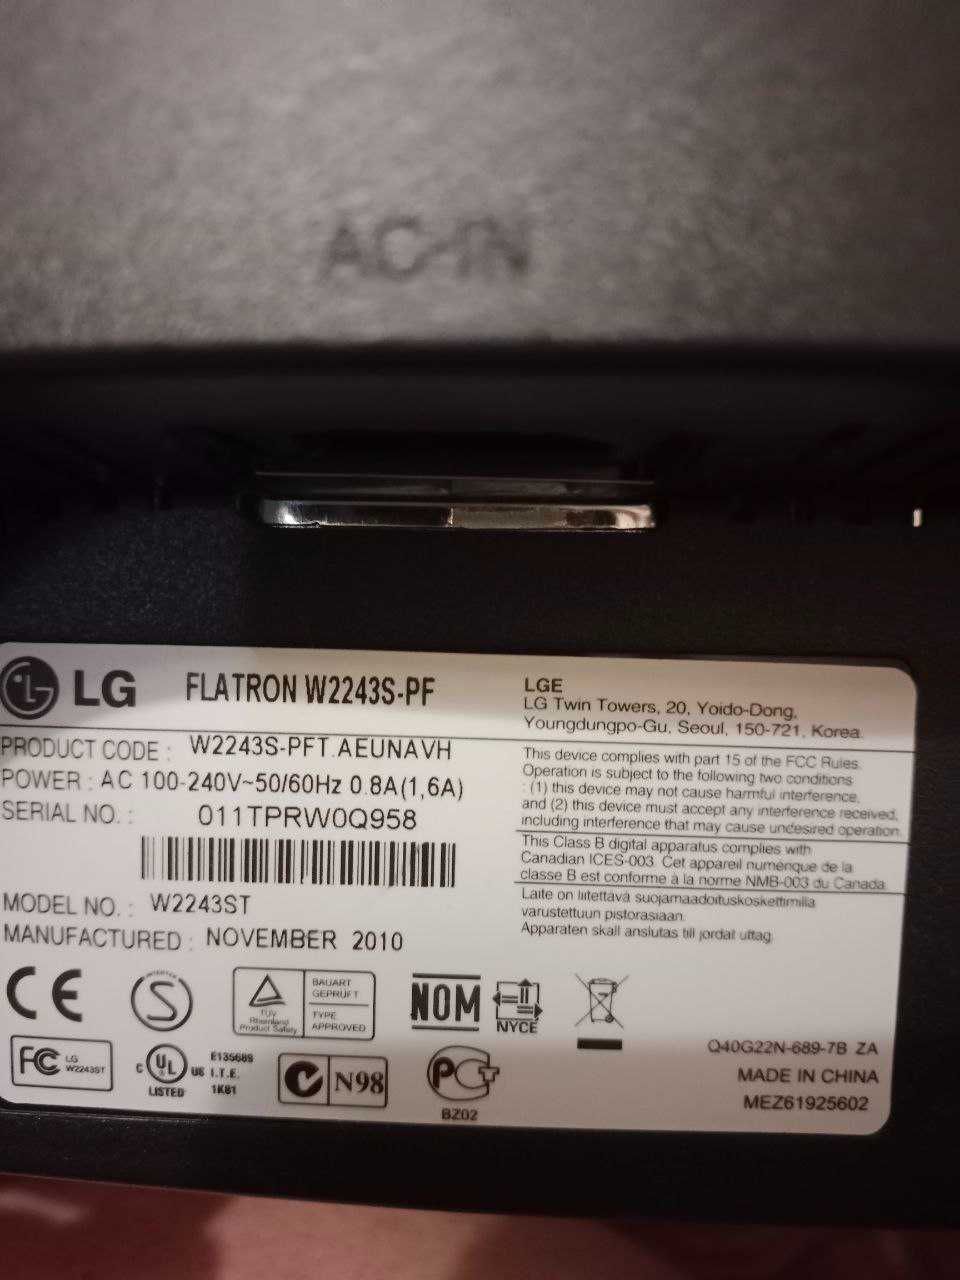 AC-IN
LG FLATRON W2243S-PF
PRODUCT CODE : W2243S-PFT.AEUNAVH
POWER : AC 100-240V~50/60Hz 0.8A(1,6A)
SERIAL NO. : 011TPRW0Q958
MODEL NO. : W2243ST
MANUFACTURED : NOVEMBER 2010
LGE
LG Twin Towers, 20, Yoido-Dong,
Youngdungpo-Gu, Seoul, 150-721, Korea.
This device complies with part 15 of the FCC Rules.
Operation is subject to the following two conditions
: (1) this device may not cause harmful interference,
and (2) this device must accept any interference received,
including interference that may cause undesired operation.
This Class B digital apparatus complies with
Canadian ICES-003. Cet appareil numérique de la
classe B est conforme à la norme NMB-003 du Canada.
Laite on liitettävä suojamaadoituskoskettimilla
varustettuun pistorasiaan.
Apparaten skall anslutas till jordat uttag.
CE
INTERTEK
S
TÜV
Rheinland
Product Safety
BAUART
GEPRÜFT
TYPE
APPROVED
NOM
NYCE
FC LG
W2243ST
C UL US
LISTED
E135689
I.T.E.
1K81
N98
PCT
BZ02
Q40G22N-689-7B ZA
MADE IN CHINA
MEZ61925602